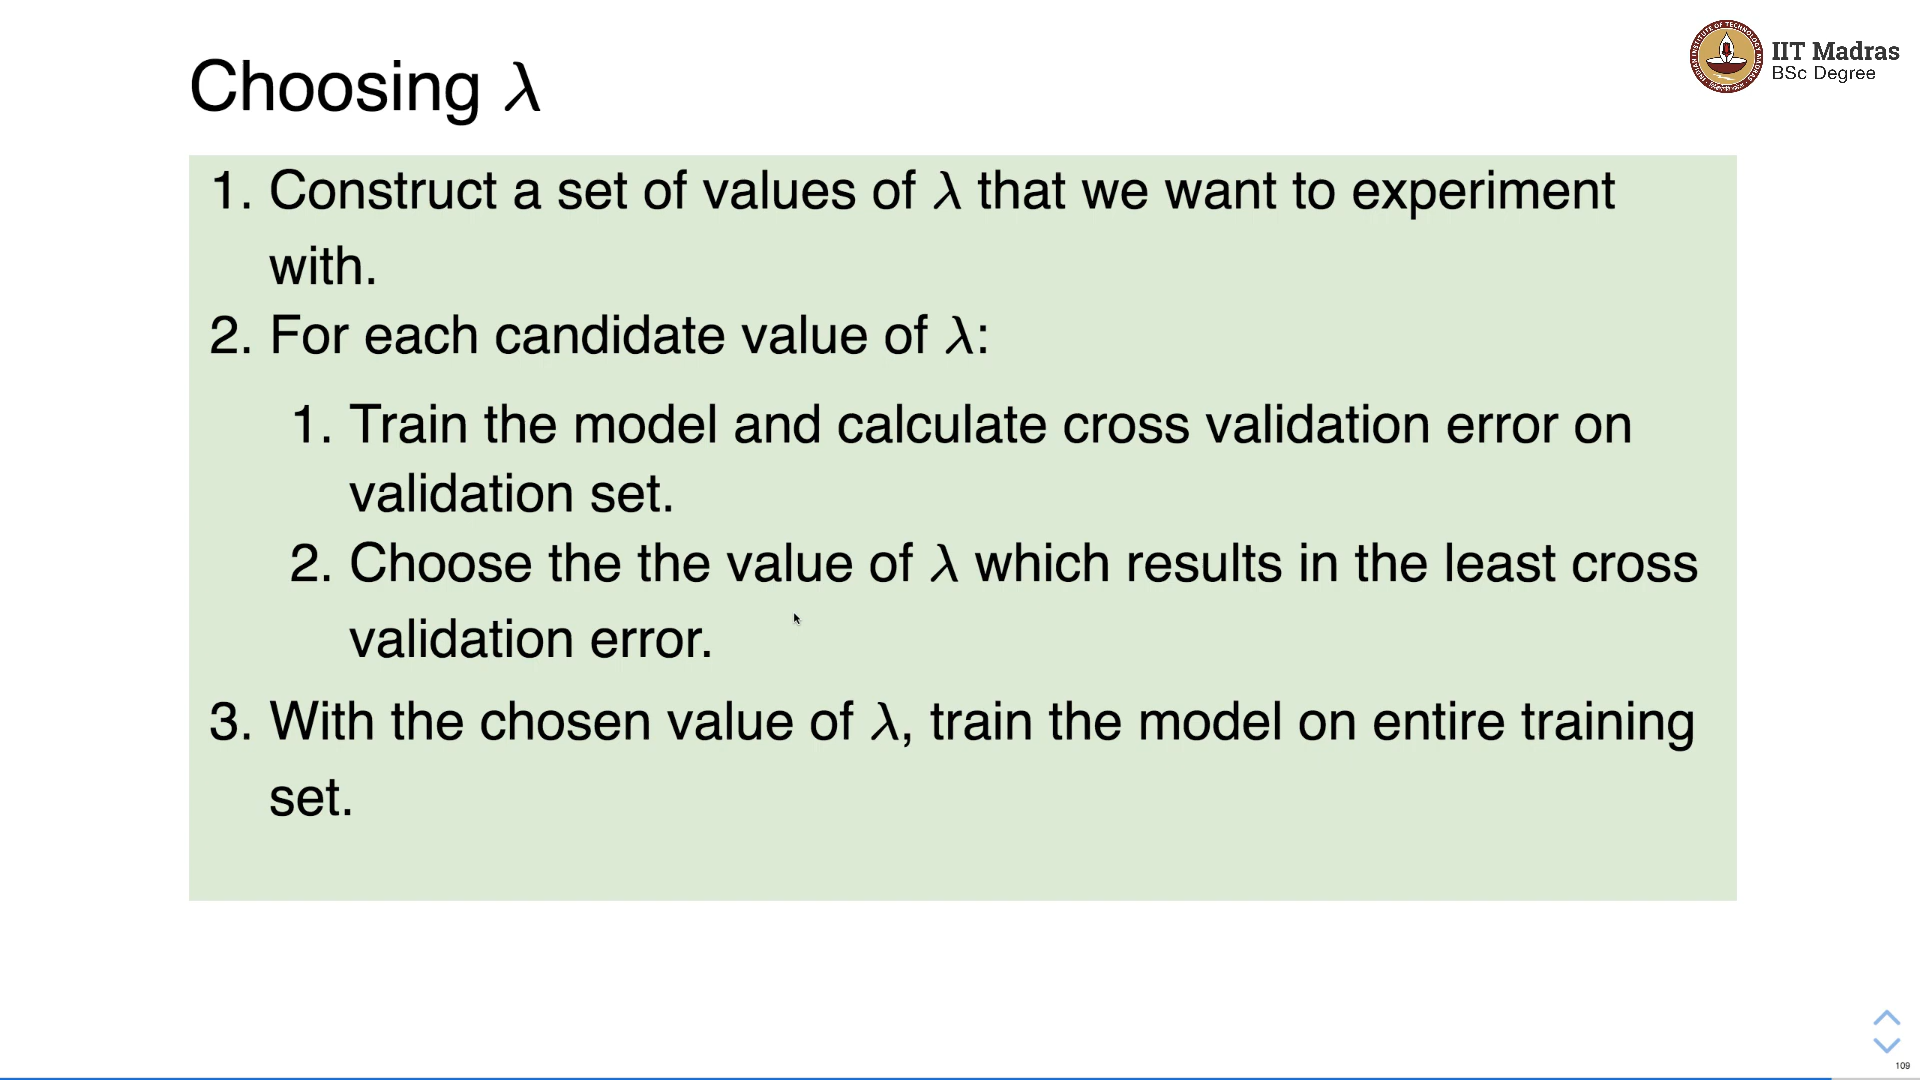 IIT Madras
BSc Degree
Choosing λ
1. Construct a set of values of λ that we want to experiment
with.
2. For each candidate value of λ:
1. Train the model and calculate cross validation error on
validation set.
2. Choose the the value of λ which results in the least cross
validation error.
3. With the chosen value of λ, train the model on entire training
set.
109